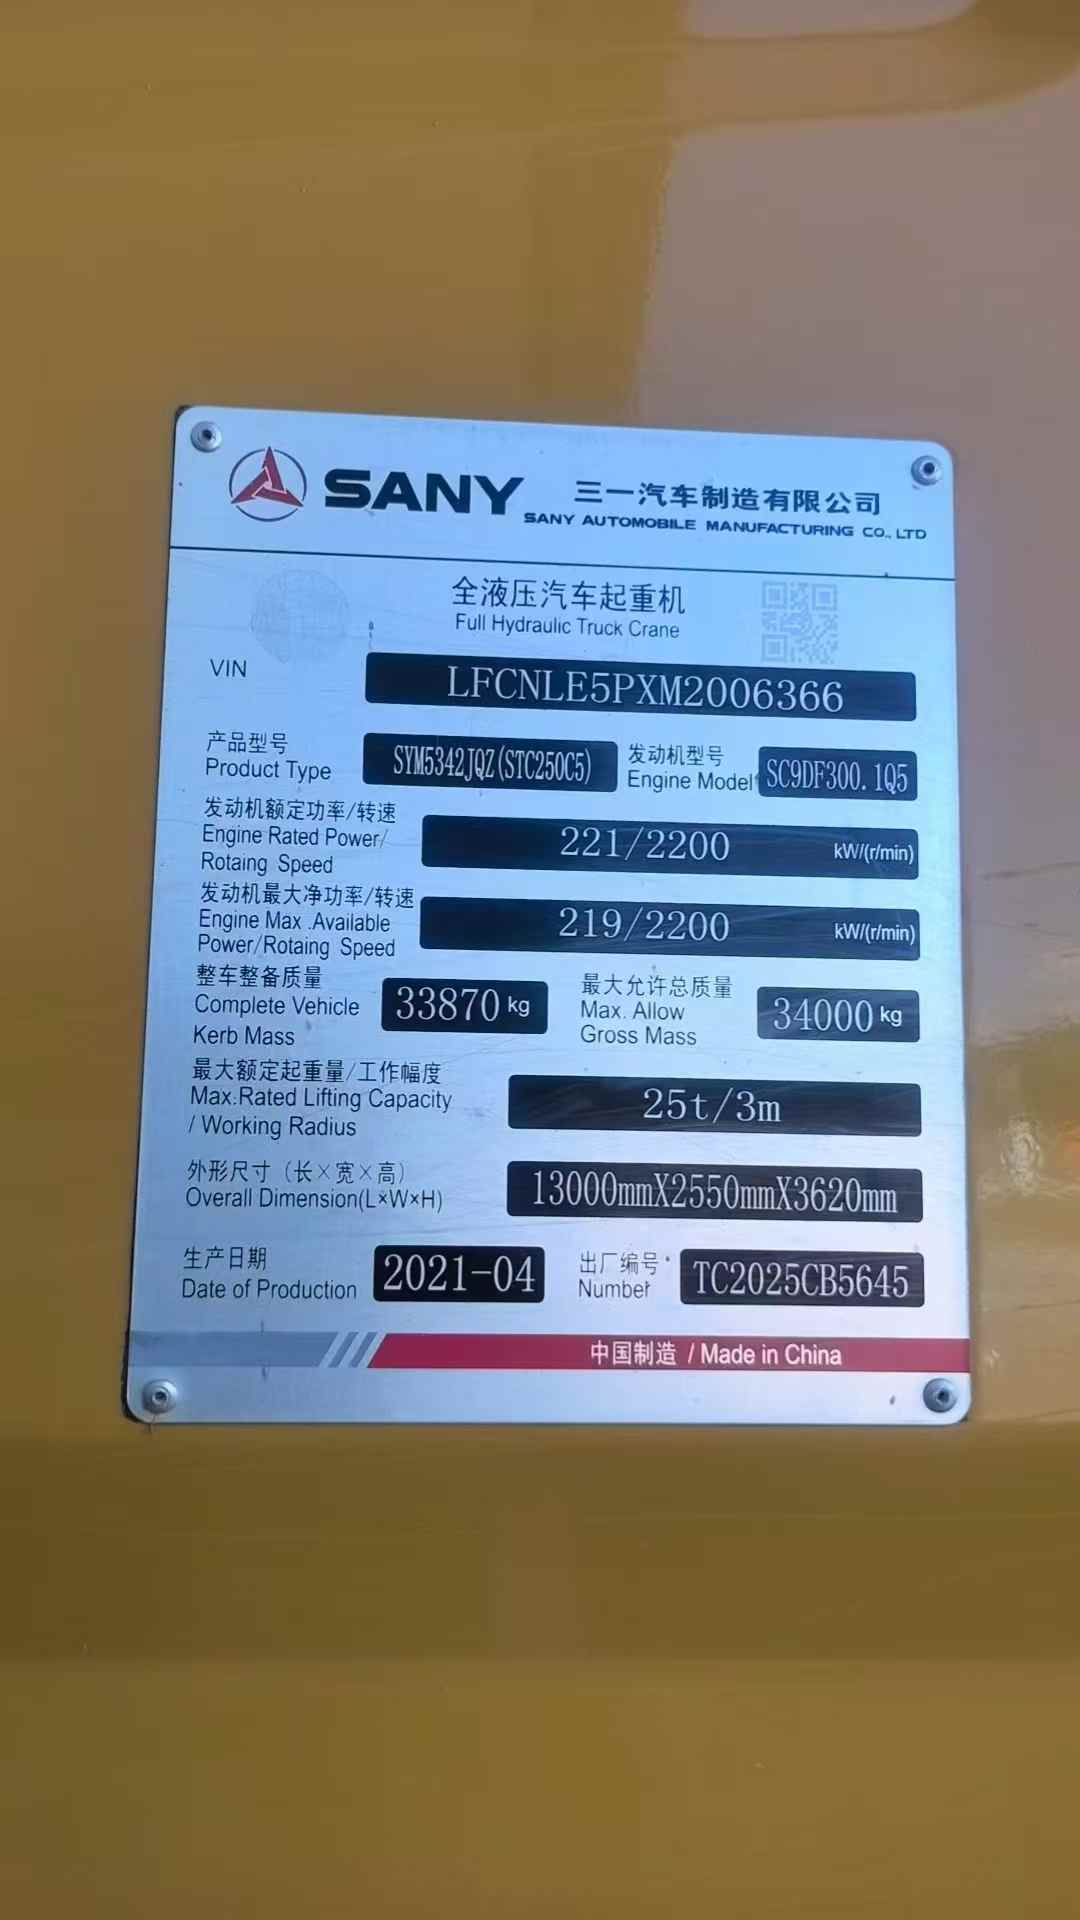 SANY 三一汽车制造有限公司
SANY AUTOMOBILE MANUFACTURING CO., LTD
全液压汽车起重机
Full Hydraulic Truck Crane
VIN LFCNLE5PXM2006366
产品型号
Product Type SYM5342JQZ(STC250C5)
发动机型号
Engine Model SC9DF300.1Q5
发动机额定功率/转速
Engine Rated Power/
Rotaing Speed
221/2200 kW/(r/min)
发动机最大净功率/转速
Engine Max .Available
Power/Rotaing Speed
219/2200 kW/(r/min)
整车整备质量
Complete Vehicle
Kerb Mass
33870 kg
最大允许总质量
Max. Allow
Gross Mass
34000 kg
最大额定起重量/工作幅度
Max.Rated Lifting Capacity
/ Working Radius
25t/3m
外形尺寸（长×宽×高）
Overall Dimension(L×W×H)
13000mmX2550mmX3620mm
生产日期
Date of Production
2021-04
出厂编号
Number
TC2025CB5645
中国制造 / Made in China